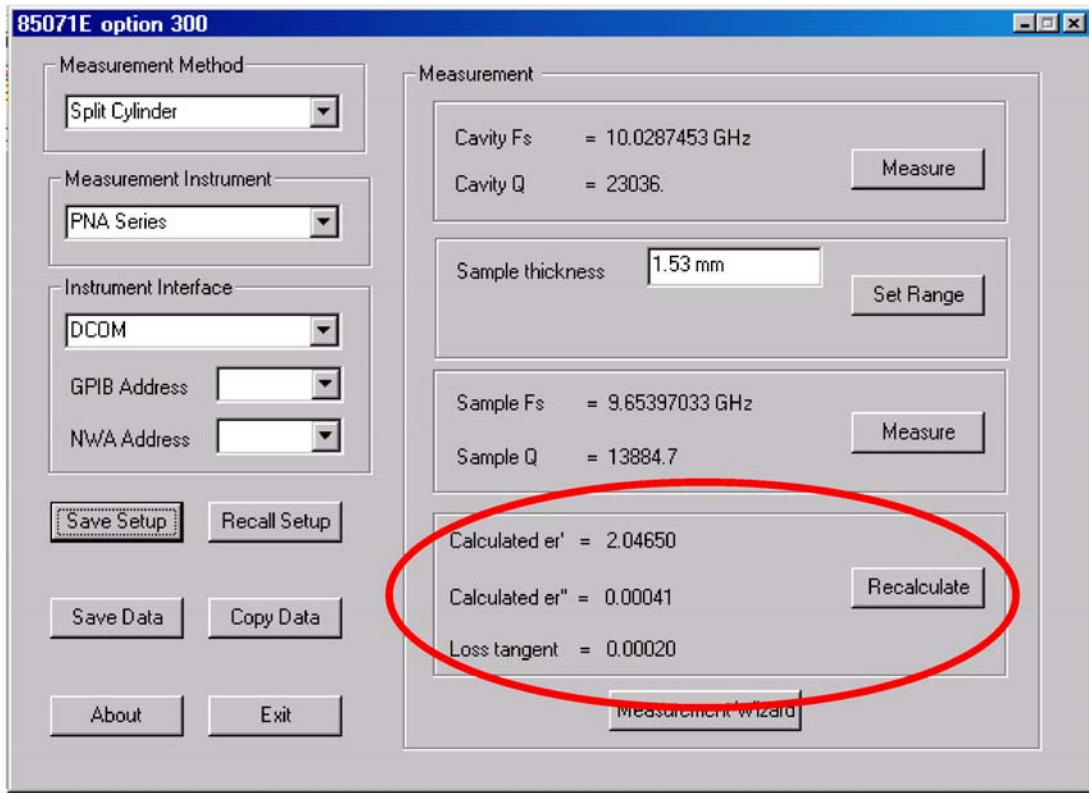 85071E option 300
Measurement Method
Split Cylinder
Measurement Instrument
PNA Series
Instrument Interface
DCOM
GPIB Address
NWA Address
Save Setup
Recall Setup
Save Data
Copy Data
About
Exit
Measurement
Cavity Fs = 10.0287453 GHz
Cavity Q = 23036.
Measure
Sample thickness 1.53 mm
Set Range
Sample Fs = 9.65397033 GHz
Sample Q = 13884.7
Measure
Calculated er' = 2.04650
Calculated er" = 0.00041
Loss tangent = 0.00020
Recalculate
Measurement Wizard